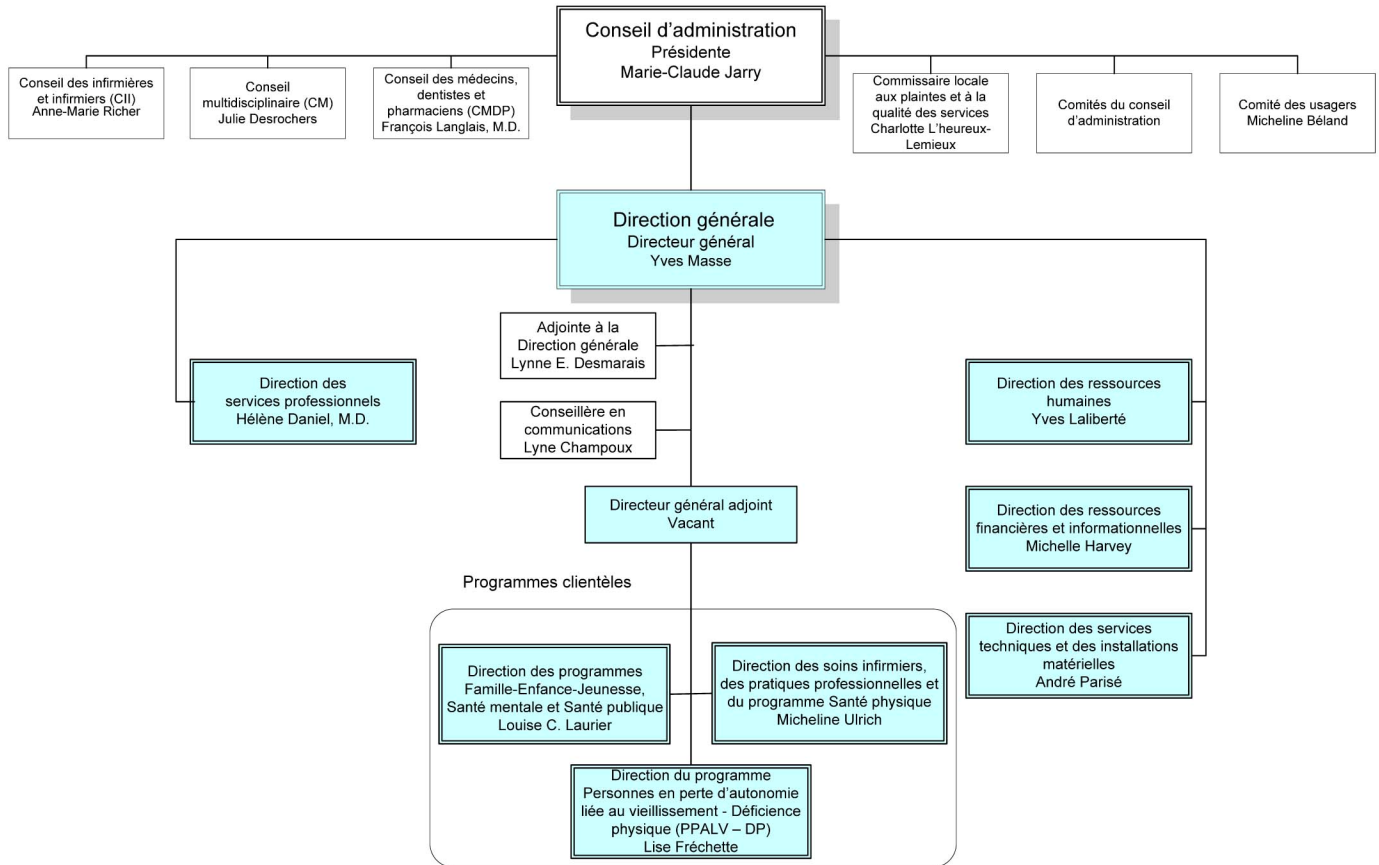 Conseil d'administration
Présidente
Marie-Claude Jarry
Conseil des infirmières
et infirmiers (CII)
Anne-Marie Richer
Conseil
multidisciplinaire (CM)
Julie Desrochers
Conseil des médecins,
dentistes et
pharmaciens (CMDP)
François Langlais, M.D.
Commissaire locale
aux plaintes et à la
qualité des services
Charlotte L'heureux-
Lemieux
Comités du conseil
d'administration
Comité des usagers
Micheline Béland
Direction générale
Directeur général
Yves Masse
Adjointe à la
Direction générale
Lynne E. Desmarais
Direction des
services professionnels
Hélène Daniel, M.D.
Conseillère en
communications
Lyne Champoux
Direction des ressources
humaines
Yves Laliberté
Directeur général adjoint
Vacant
Direction des ressources
financières et informationnelles
Michelle Harvey
Programmes clientèles
Direction des programmes
Famille-Enfance-Jeunesse,
Santé mentale et Santé publique
Louise C. Laurier
Direction des soins infirmiers,
des pratiques professionnelles et
du programme Santé physique
Micheline Ulrich
Direction des services
techniques et des installations
matérielles
André Parisé
Direction du programme
Personnes en perte d'autonomie
liée au vieillissement - Déficience
physique (PPALV – DP)
Lise Fréchette